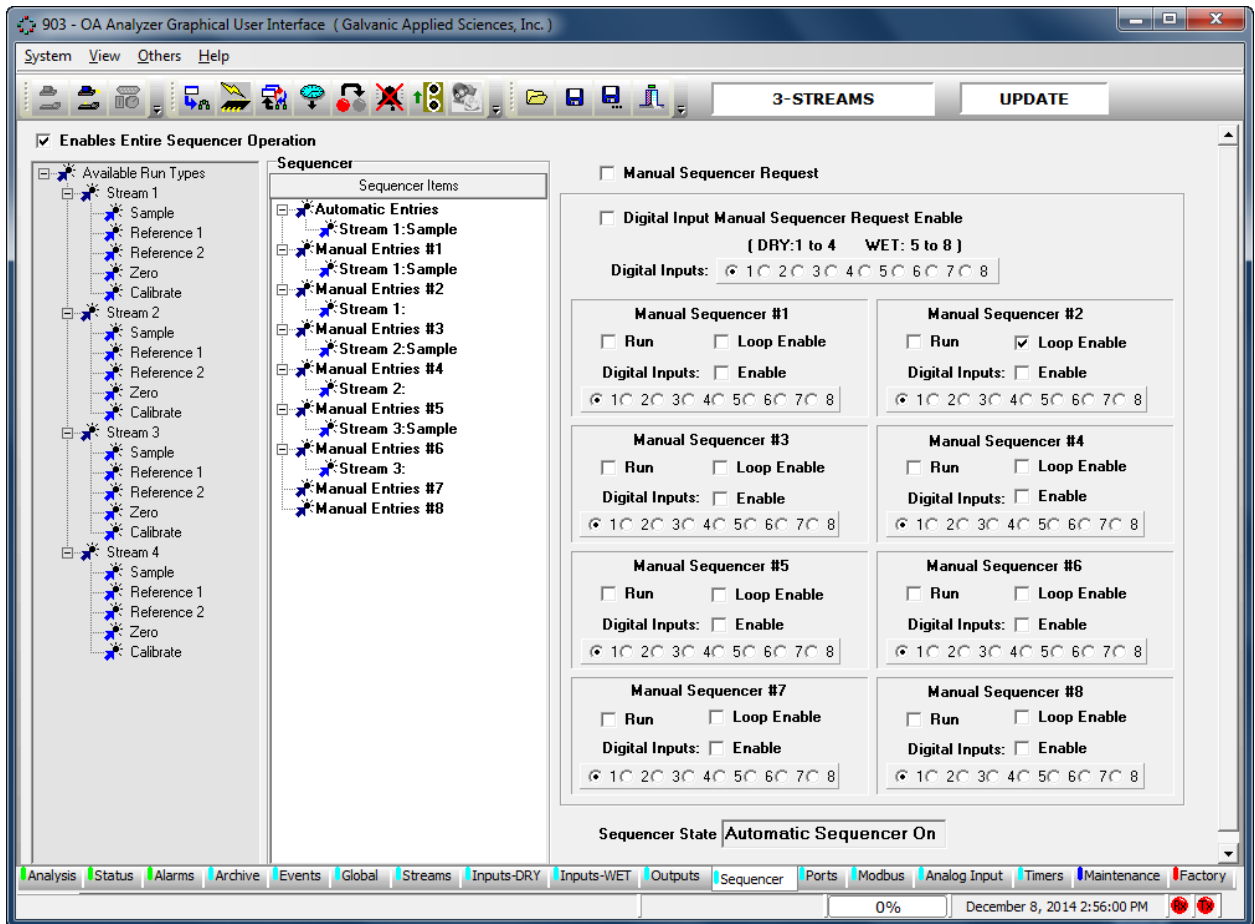 903 - OA Analyzer Graphical User Interface ( Galvanic Applied Sciences, Inc. )
System View Others Help
3-STREAMS UPDATE
Enables Entire Sequencer Operation
Available Run Types
Stream 1
Sample
Reference 1
Reference 2
Zero
Calibrate
Stream 2
Sample
Reference 1
Reference 2
Zero
Calibrate
Stream 3
Sample
Reference 1
Reference 2
Zero
Calibrate
Stream 4
Sample
Reference 1
Reference 2
Zero
Calibrate
Sequencer
Sequencer Items
Automatic Entries
Stream 1:Sample
Manual Entries #1
Stream 1:Sample
Manual Entries #2
Stream 1:
Manual Entries #3
Stream 2:Sample
Manual Entries #4
Stream 2:
Manual Entries #5
Stream 3:Sample
Manual Entries #6
Stream 3:
Manual Entries #7
Manual Entries #8
Manual Sequencer Request
Digital Input Manual Sequencer Request Enable
( DRY:1 to 4 WET: 5 to 8 )
Digital Inputs: 1 2 3 4 5 6 7 8
Manual Sequencer #1
Run Loop Enable
Digital Inputs: Enable
1 2 3 4 5 6 7 8
Manual Sequencer #2
Run Loop Enable
Digital Inputs: Enable
1 2 3 4 5 6 7 8
Manual Sequencer #3
Run Loop Enable
Digital Inputs: Enable
1 2 3 4 5 6 7 8
Manual Sequencer #4
Run Loop Enable
Digital Inputs: Enable
1 2 3 4 5 6 7 8
Manual Sequencer #5
Run Loop Enable
Digital Inputs: Enable
1 2 3 4 5 6 7 8
Manual Sequencer #6
Run Loop Enable
Digital Inputs: Enable
1 2 3 4 5 6 7 8
Manual Sequencer #7
Run Loop Enable
Digital Inputs: Enable
1 2 3 4 5 6 7 8
Manual Sequencer #8
Run Loop Enable
Digital Inputs: Enable
1 2 3 4 5 6 7 8
Sequencer State Automatic Sequencer On
Analysis Status Alarms Archive Events Global Streams Inputs-DRY Inputs-WET Outputs Sequencer Ports Modbus Analog Input Timers Maintenance Factory
0% December 8, 2014 2:56:00 PM Rx Tx